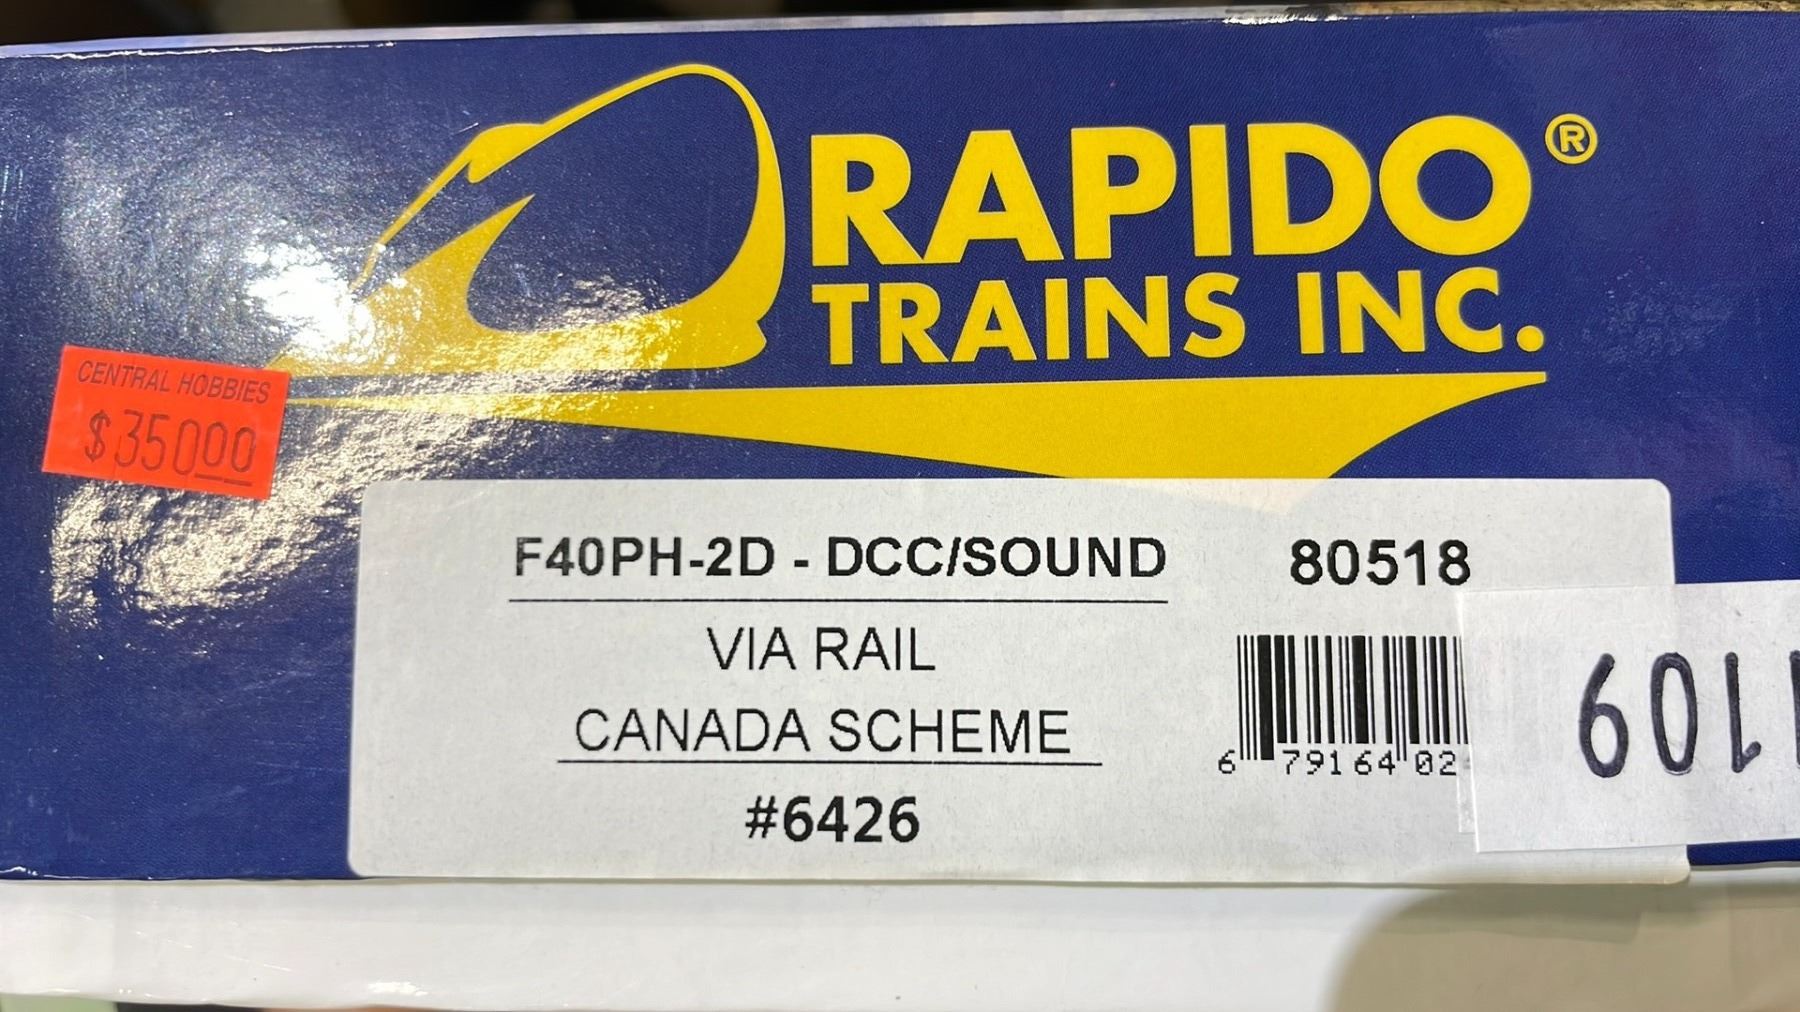 RAPIDO®
TRAINS INC.
CENTRAL HOBBIES
$350.00
F40PH-2D - DCC/SOUND
80518
VIA RAIL
CANADA SCHEME
#6426
6 79164 02